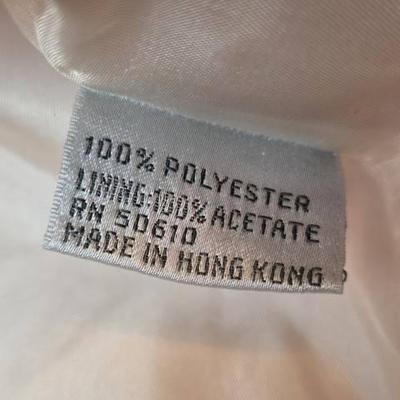 100% POLYESTER
LINING:100% ACETATE
RN 50610
MADE IN HONG KONG